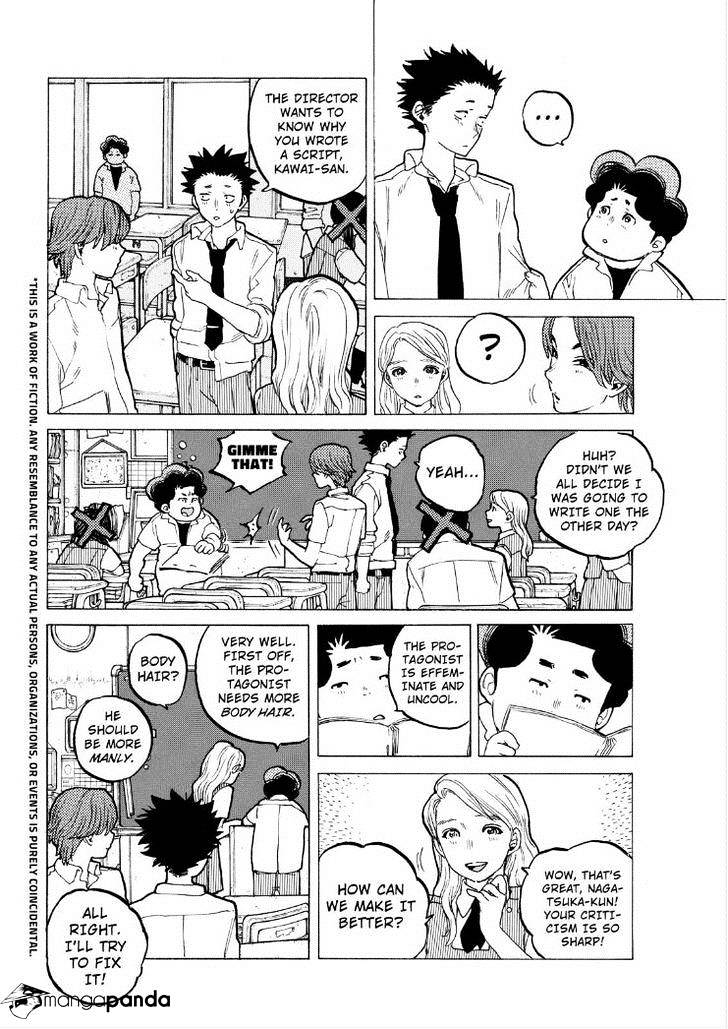 ...
THE DIRECTOR
WANTS TO
KNOW WHY
YOU WROTE
A SCRIPT,
KAWAI-SAN.
?
HUH?
DIDN'T WE
ALL DECIDE I
WAS GOING TO
WRITE ONE THE
OTHER DAY?
YEAH...
GIMME
THAT!
THE PRO-
TAGONIST
IS EFFEM-
INATE AND
UNCOOL.
VERY WELL.
FIRST OFF,
THE PRO-
TAGONIST
NEEDS MORE
BODY HAIR.
BODY
HAIR?
HE
SHOULD
BE MORE
MANLY.
WOW, THAT'S
GREAT, NAGA-
TSUKA-KUN!
YOUR CRITI-
CISM IS SO
SHARP!
HOW CAN
WE MAKE IT
BETTER?
ALL
RIGHT.
I'LL TRY
TO FIX
IT!
*THIS IS A WORK OF FICTION. ANY RESEMBLANCE TO ANY ACTUAL PERSONS, ORGANIZATIONS, OR EVENTS IS PURELY COINCIDENTAL.
mangapanda